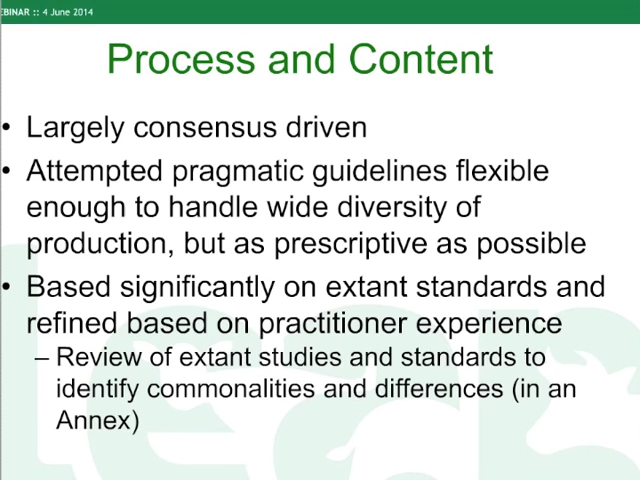 EBINAR :: 4 June 2014
Process and Content
• Largely consensus driven
• Attempted pragmatic guidelines flexible
enough to handle wide diversity of
production, but as prescriptive as possible
• Based significantly on extant standards and
refined based on practitioner experience
– Review of extant studies and standards to
identify commonalities and differences (in an
Annex)
leap